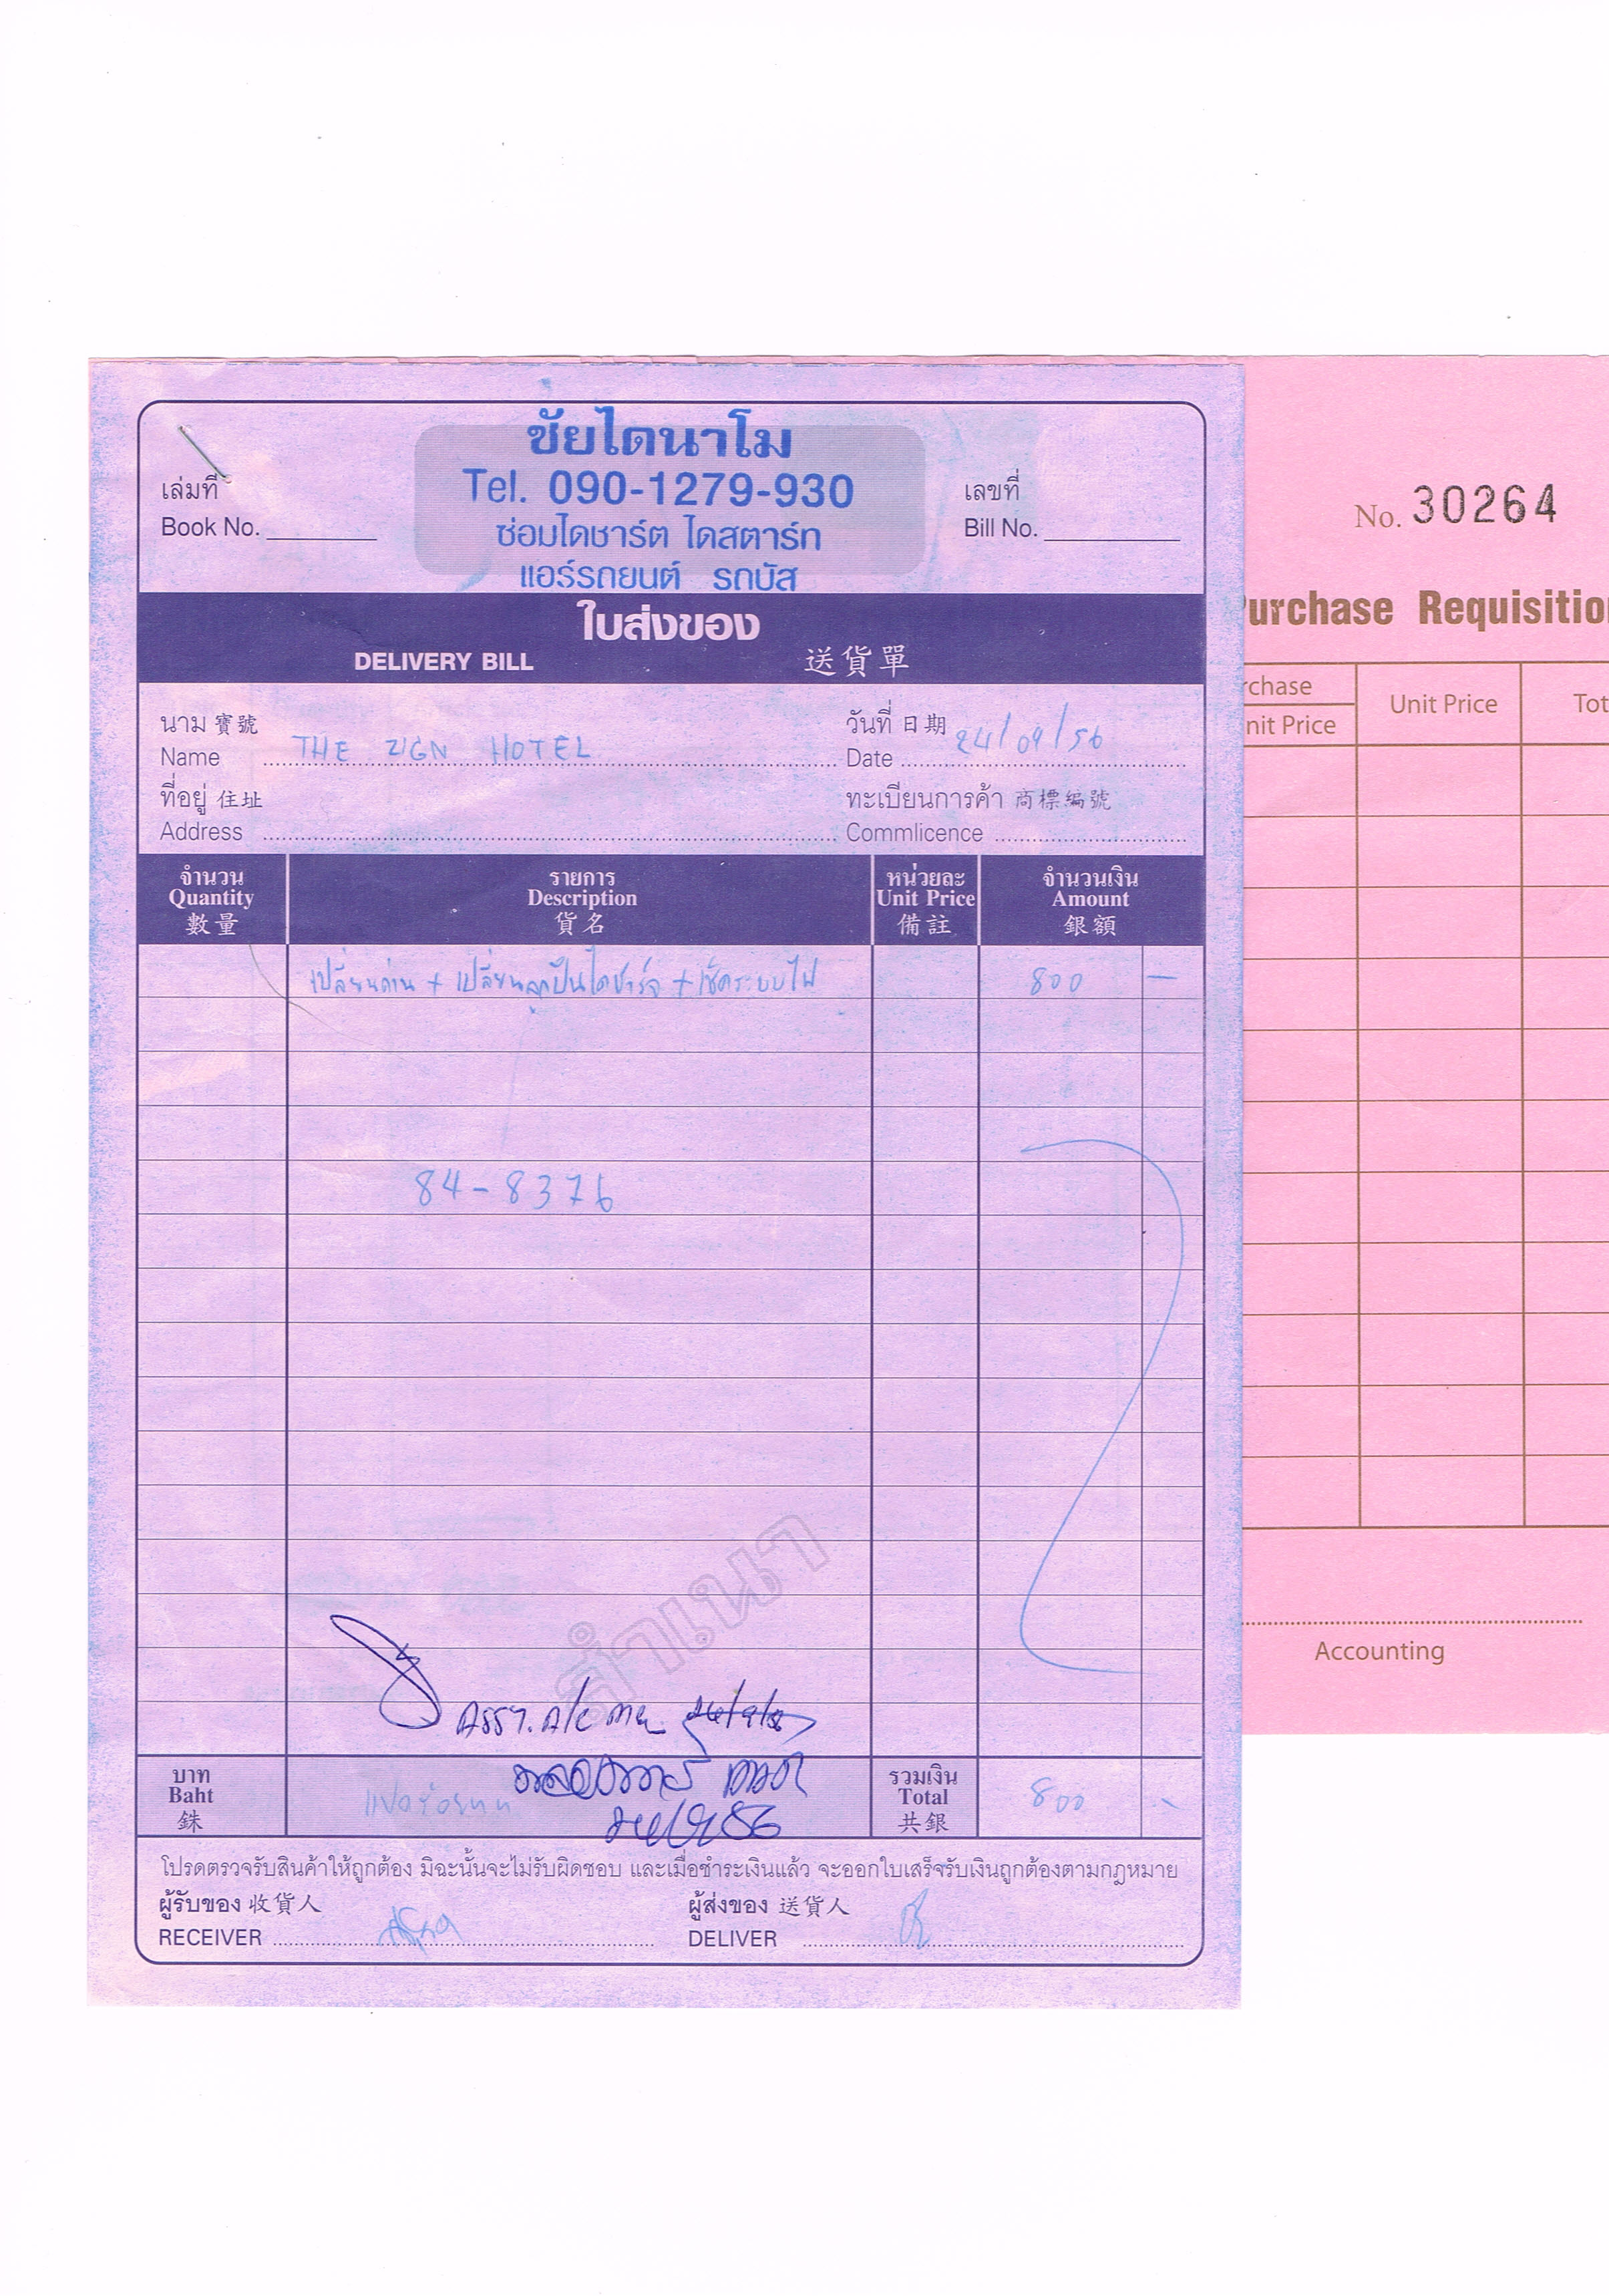 ชัยไดนาโม
Tel. 090-1279-930
ซ่อมไดชาร์ต ไดสตาร์ท
แอร์รถยนต์ รถบัส
เล่มที่
Book No.
เลขที่
Bill No.
ใบส่งของ
DELIVERY BILL 送貨單
นาม 寶號
Name THE ZIGN HOTEL
วันที่ 日期
Date 24/09/56
ที่อยู่ 住址
Address
ทะเบียนการค้า 商標編號
Commlicence
จำนวน รายการ หน่วยละ จำนวนเงิน
Quantity Description Unit Price Amount
數量 貨名 備註 銀額
เปลี่ยนถ่าน + เปลี่ยนลูกปืนไดชาร์จ + เช็คระบบไฟ 800 —
84-8376
สำเนา
บาท
Baht
銖
แปดร้อยบาท
รวมเงิน
Total
共銀
800 -
โปรดตรวจรับสินค้าให้ถูกต้อง มิฉะนั้นจะไม่รับผิดชอบ และเมื่อชำระเงินแล้ว จะออกใบเสร็จรับเงินถูกต้องตามกฎหมาย
ผู้รับของ 收貨人
RECEIVER
ผู้ส่งของ 送貨人
DELIVER
No. 30264
urchase Requisitio
rchase
nit Price
Unit Price
Tot
Accounting